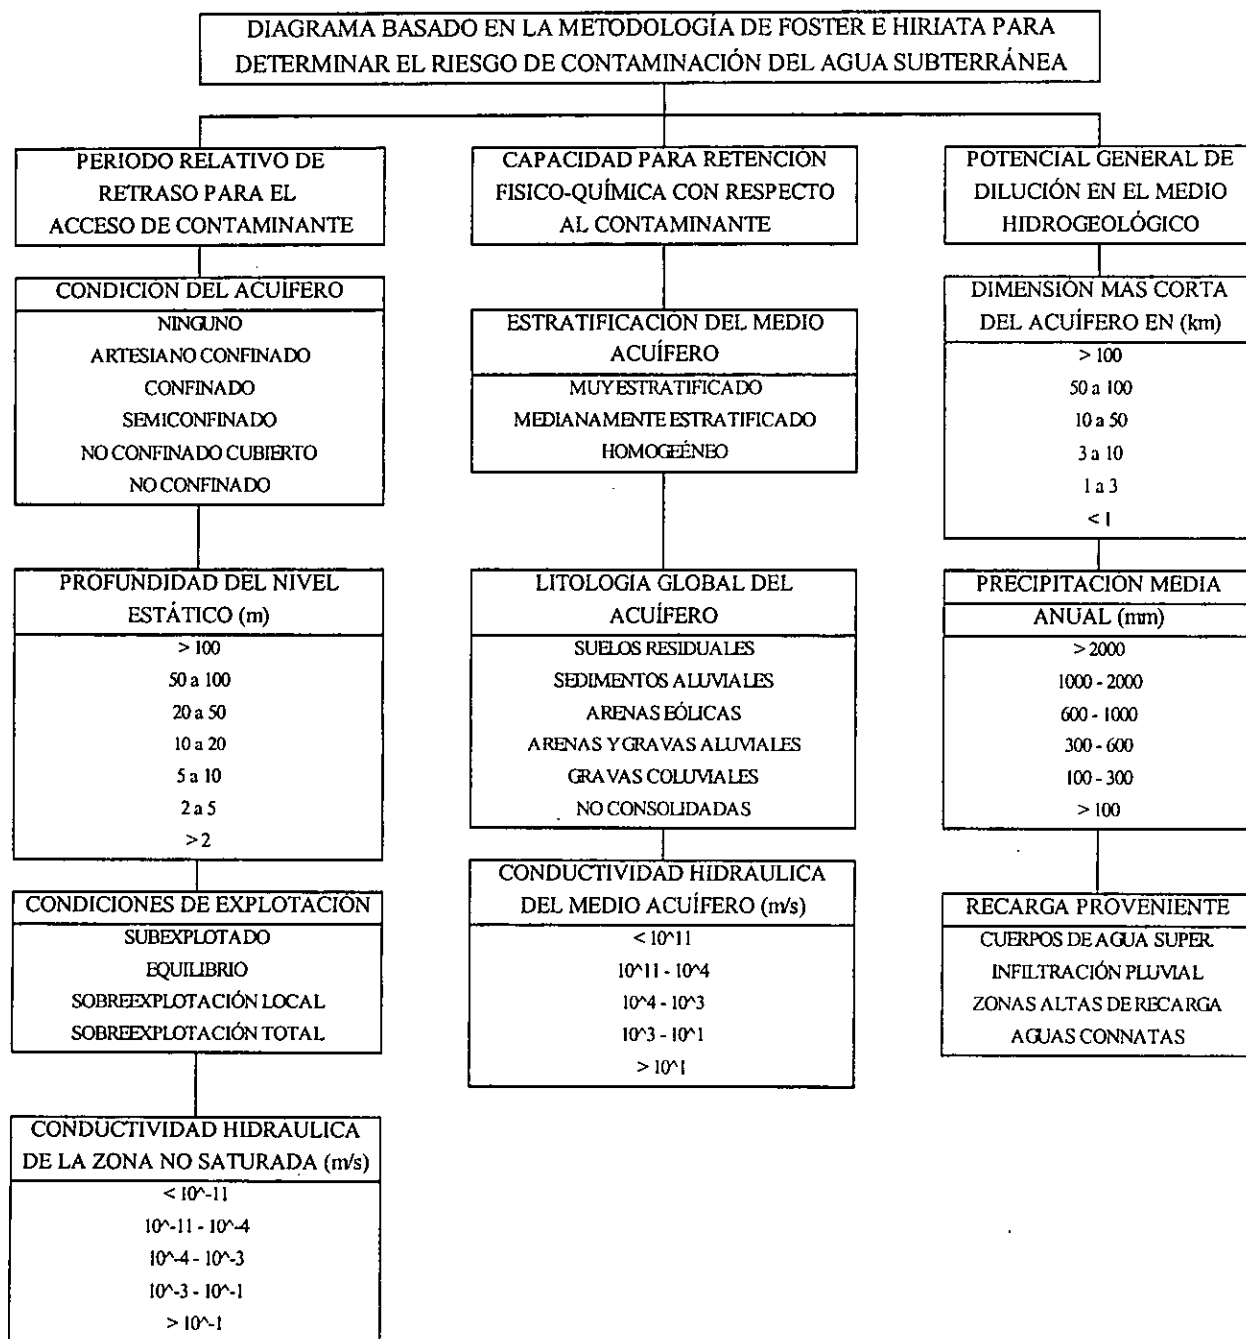 DIAGRAMA BASADO EN LA METODOLOGÍA DE FOSTER E HIRIATA PARA
DETERMINAR EL RIESGO DE CONTAMINACIÓN DEL AGUA SUBTERRÁNEA
PERIODO RELATIVO DE
RETRASO PARA EL
ACCESO DE CONTAMINANTE
CONDICIÓN DEL ACUÍFERO
NINGUNO
ARTESIANO CONFINADO
CONFINADO
SEMICONFINADO
NO CONFINADO CUBIERTO
NO CONFINADO
PROFUNDIDAD DEL NIVEL
ESTÁTICO (m)
> 100
50 a 100
20 a 50
10 a 20
5 a 10
2 a 5
> 2
CONDICIONES DE EXPLOTACIÓN
SUBEXPLOTADO
EQUILIBRIO
SOBREEXPLOTACIÓN LOCAL
SOBREEXPLOTACIÓN TOTAL
CONDUCTIVIDAD HIDRAULICA
DE LA ZONA NO SATURADA (m/s)
< 10^-11
10^-11 - 10^-4
10^-4 - 10^-3
10^-3 - 10^-1
> 10^-1
CAPACIDAD PARA RETENCIÓN
FISICO-QUÍMICA CON RESPECTO
AL CONTAMINANTE
ESTRATIFICACIÓN DEL MEDIO
ACUÍFERO
MUY ESTRATIFICADO
MEDIANAMENTE ESTRATIFICADO
HOMOGEÉNEO
LITOLOGÍA GLOBAL DEL
ACUÍFERO
SUELOS RESIDUALES
SEDIMENTOS ALUVIALES
ARENAS EÓLICAS
ARENAS Y GRAVAS ALUVIALES
GRAVAS COLUVIALES
NO CONSOLIDADAS
CONDUCTIVIDAD HIDRAULICA
DEL MEDIO ACUÍFERO (m/s)
< 10^11
10^11 - 10^4
10^4 - 10^3
10^3 - 10^1
> 10^1
POTENCIAL GENERAL DE
DILUCIÓN EN EL MEDIO
HIDROGEOLÓGICO
DIMENSIÓN MAS CORTA
DEL ACUÍFERO EN (km)
> 100
50 a 100
10 a 50
3 a 10
1 a 3
< 1
PRECIPITACIÓN MEDIA
ANUAL (mm)
> 2000
1000 - 2000
600 - 1000
300 - 600
100 - 300
> 100
RECARGA PROVENIENTE
CUERPOS DE AGUA SUPER.
INFILTRACIÓN PLUVIAL
ZONAS ALTAS DE RECARGA
AGUAS CONNATAS